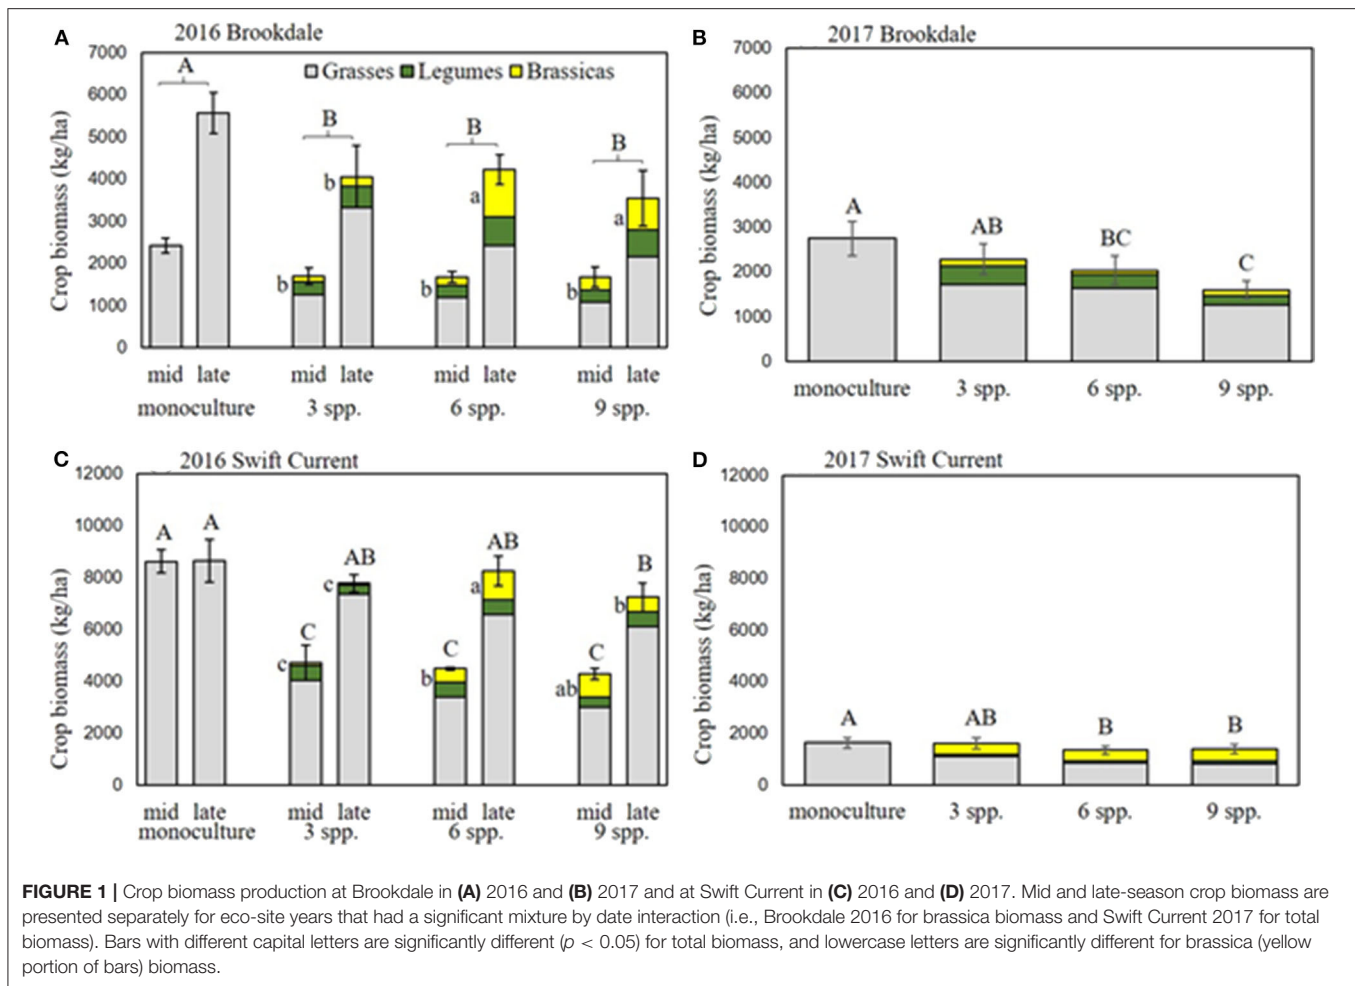 A
2016 Brookdale
7000
6000
5000
4000
3000
2000
1000
0
Crop biomass (kg/ha)
Grasses Legumes Brassicas
A
B
B
B
b
a
a
b
b
b
mid late mid late mid late mid late
monoculture 3 spp. 6 spp. 9 spp.
B
2017 Brookdale
7000
6000
5000
4000
3000
2000
1000
0
Crop biomass (kg/ha)
A
AB
BC
C
monoculture 3 spp. 6 spp. 9 spp.
C
2016 Swift Current
12000
10000
8000
6000
4000
2000
0
Crop biomass (kg/ha)
A
A
C
AB
C
AB
C
B
c
c
b
a
ab
b
mid late mid late mid late mid late
monoculture 3 spp. 6 spp. 9 spp.
D
2017 Swift Current
12000
10000
8000
6000
4000
2000
0
Crop biomass (kg/ha)
A
AB
B
B
monoculture 3 spp. 6 spp. 9 spp.
FIGURE 1 | Crop biomass production at Brookdale in (A) 2016 and (B) 2017 and at Swift Current in (C) 2016 and (D) 2017. Mid and late-season crop biomass are
presented separately for eco-site years that had a significant mixture by date interaction (i.e., Brookdale 2016 for brassica biomass and Swift Current 2017 for total
biomass). Bars with different capital letters are significantly different (p < 0.05) for total biomass, and lowercase letters are significantly different for brassica (yellow
portion of bars) biomass.